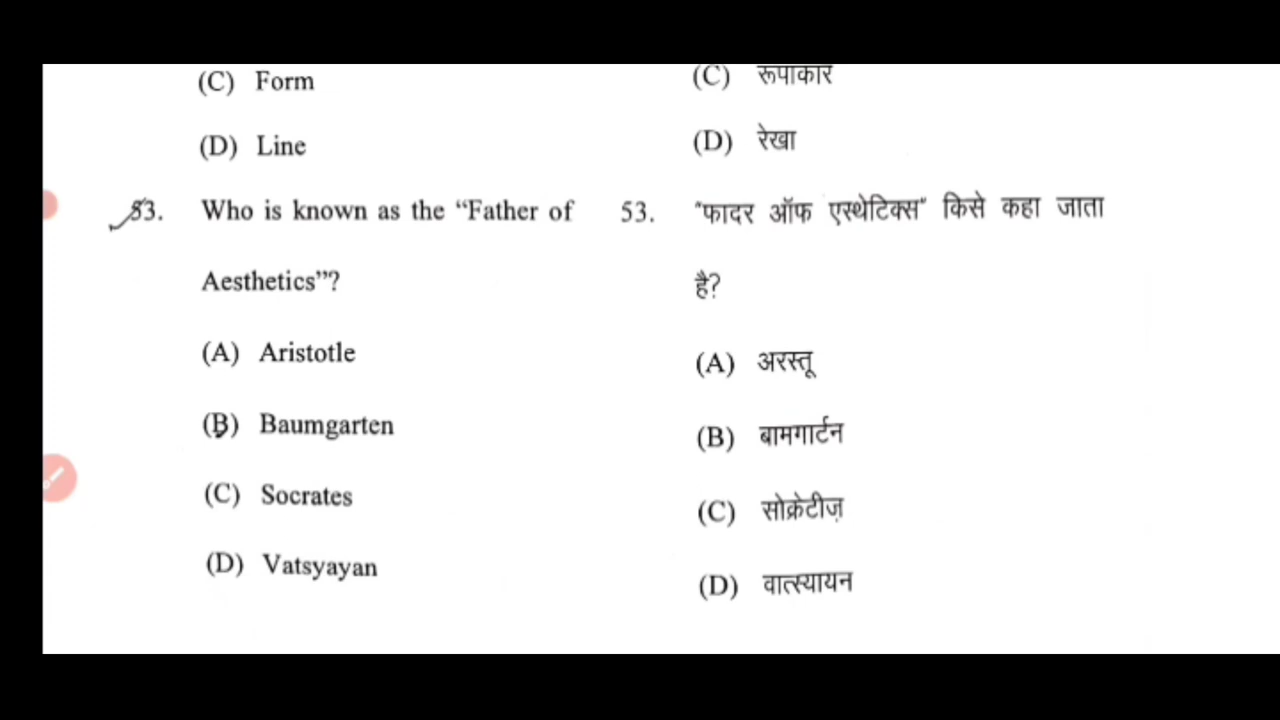 (C) Form
(D) Line
53. Who is known as the “Father of
Aesthetics”?
(A) Aristotle
(B) Baumgarten
(C) Socrates
(D) Vatsyayan
(C) रूपाकार
(D) रेखा
53. "फादर ऑफ एस्थेटिक्स" किसे कहा जाता
है?
(A) अरस्तू
(B) बामगार्टन
(C) सोक्रेटीज़
(D) वात्स्यायन